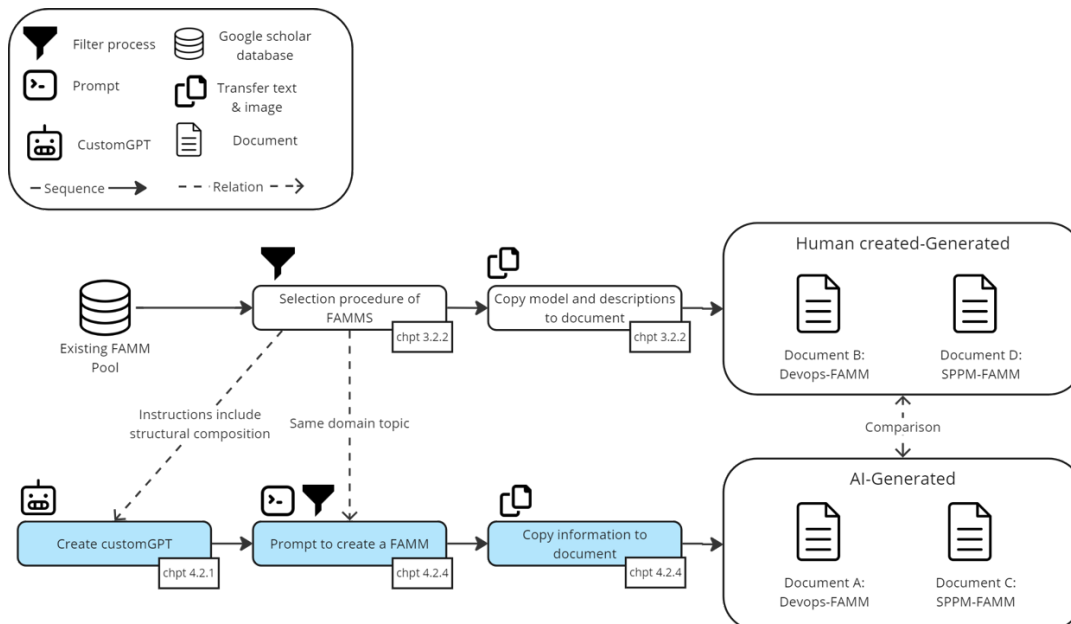 Filter process
Google scholar
database
Prompt
Transfer text
& image
CustomGPT
Document
Sequence
Relation
Existing FAMM
Pool
Selection procedure of
FAMMS
chpt 3.2.2
Copy model and descriptions
to document
chpt 3.2.2
Human created-Generated
Document B:
Devops-FAMM
Document D:
SPPM-FAMM
Instructions include
structural composition
Same domain topic
Comparison
Create customGPT
chpt 4.2.1
Prompt to create a FAMM
chpt 4.2.4
Copy information to
document
chpt 4.2.4
AI-Generated
Document A:
Devops-FAMM
Document C:
SPPM-FAMM